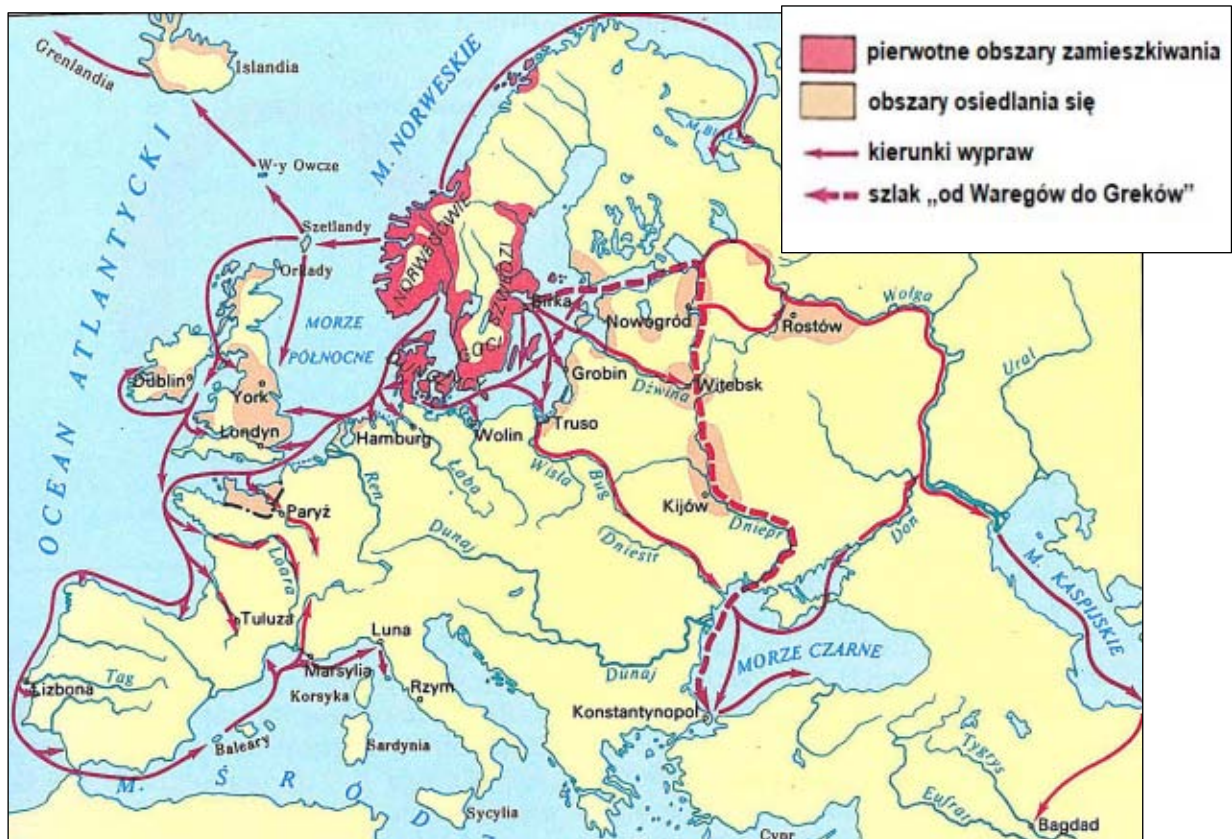 pierwotne obszary zamieszkiwania
obszary osiedlania się
kierunki wypraw
szlak „od Waregów do Greków”
Grenlandia
Islandia
M. NORWESKIE
OCEAN ATLANTYCKI
W-y Owcze
Szetlandy
Orkady
NORWEGOWIE
SZWEDZI
GOCI
Birka
MORZE
PÓŁNOCNE
Nowogród
Rostów
Wołga
Ural
Dublin
York
Londyn
Grobin
Dźwina
Witebsk
Hamburg
Wolin
Truso
Łaba
Wisła
Bug
Ren
Paryż
Kijów
Dniepr
Dniestr
Don
Dunaj
Loara
M. KASPIJSKIE
Tuluza
Luna
Marsylia
MORZE CZARNE
Dunaj
Lizbona
Tag
Korsyka
Rzym
Konstantynopol
Baleary
Sardynia
Tygrys
M. ŚRÓD
Sycylia
Eufrat
Bagdad
Cypr